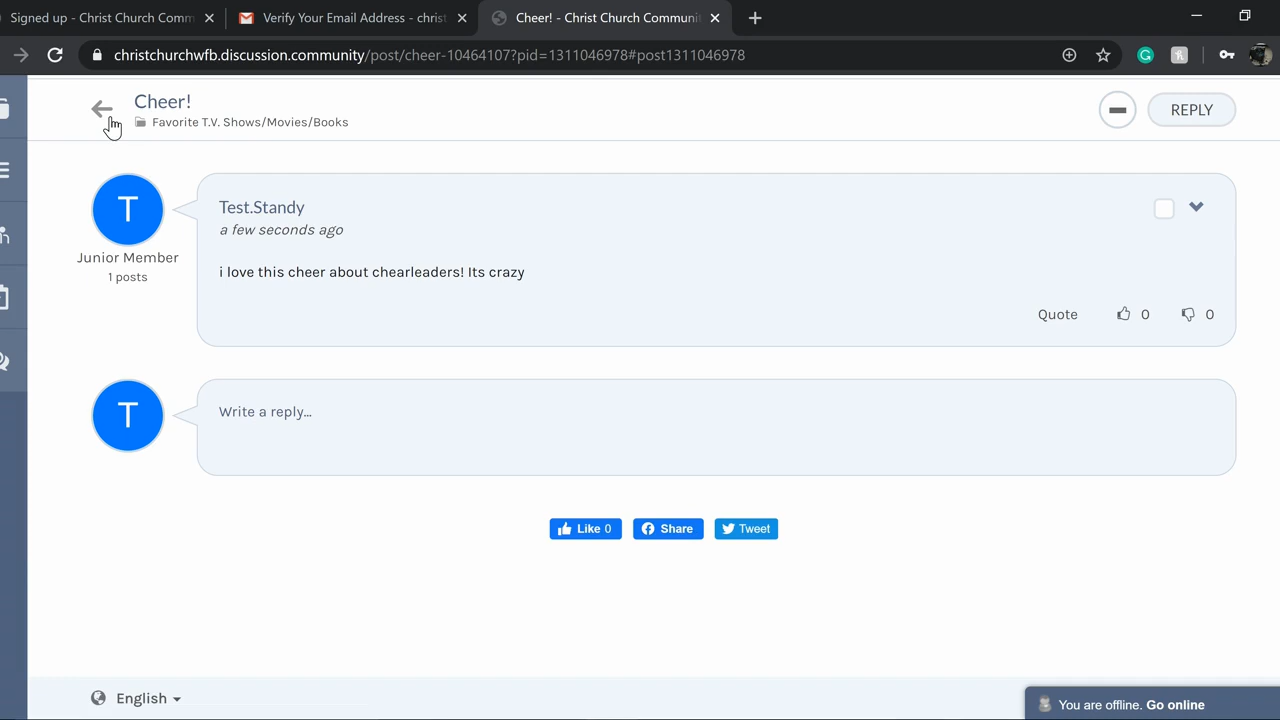 Signed up - Christ Church Comm
Verify Your Email Address - christ
Cheer! - Christ Church Communi
christchurchwfb.discussion.community/post/cheer-10464107?pid=1311046978#post1311046978
Cheer!
Favorite T.V. Shows/Movies/Books
REPLY
T
Junior Member
1 posts
Test.Standy
a few seconds ago
i love this cheer about chearleaders! Its crazy
Quote
0
0
T
Write a reply...
Like 0
Share
Tweet
English
You are offline. Go online